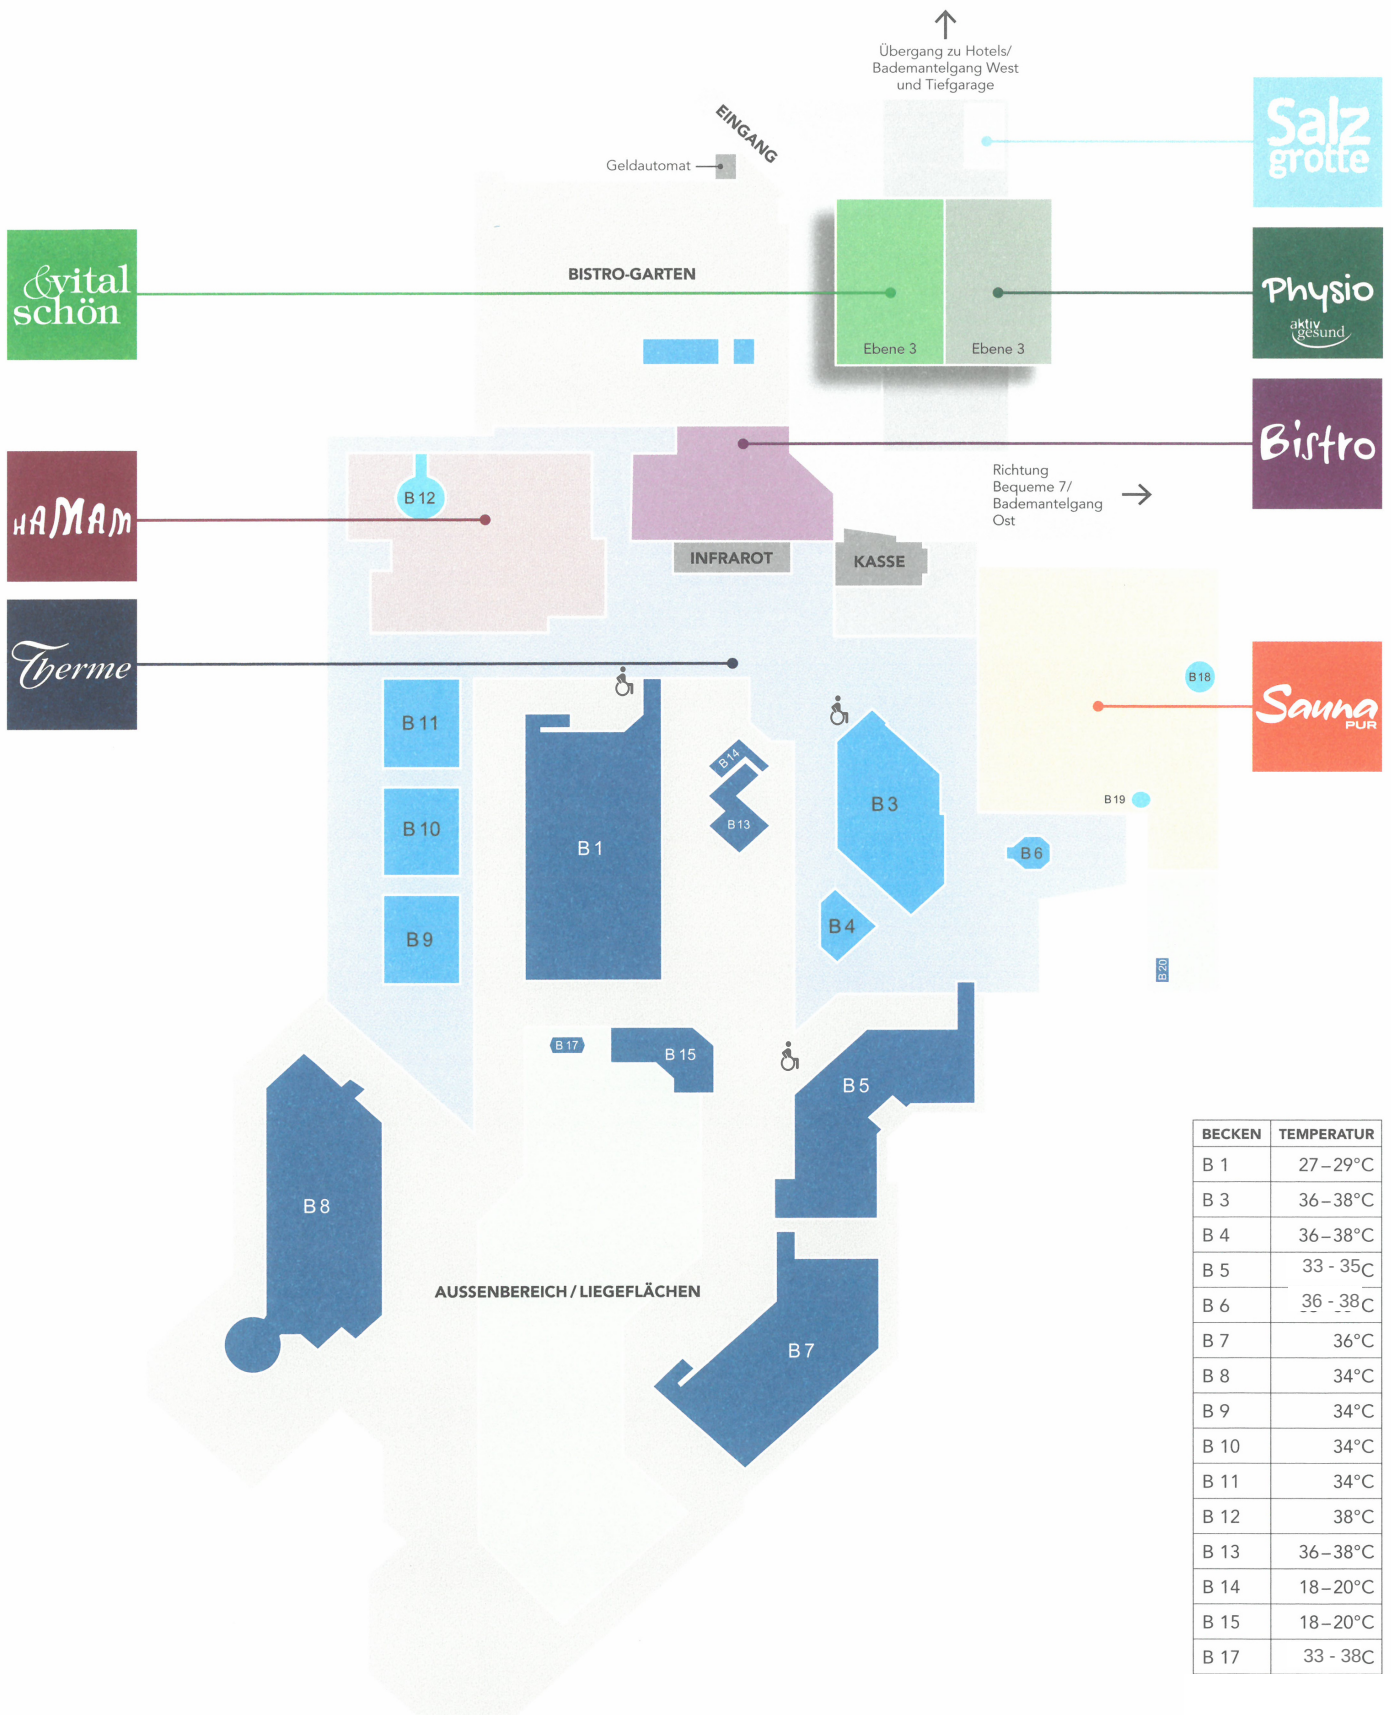 Übergang zu Hotels/
Bademantelgang West
und Tiefgarage
EINGANG
Geldautomat
Salz
grotte
&vital
schön
BISTRO-GARTEN
Physio
aktiv
gesund
Ebene 3
Ebene 3
Bistro
HAMAM
B 12
Richtung
Bequeme 7/
Bademantelgang
Ost
INFRAROT
KASSE
Therme
B 18
Sauna
PUR
B 11
B 14
B 3
B 19
B 10
B 13
B 1
B 6
B 9
B 4
B 20
B 17
B 15
B 5
B 8
AUSSENBEREICH / LIEGEFLÄCHEN
B 7
BECKEN TEMPERATUR
B 1 27–29°C
B 3 36–38°C
B 4 36–38°C
B 5 33 - 35C
B 6 36 - 38C
B 7 36°C
B 8 34°C
B 9 34°C
B 10 34°C
B 11 34°C
B 12 38°C
B 13 36–38°C
B 14 18–20°C
B 15 18–20°C
B 17 33 - 38C